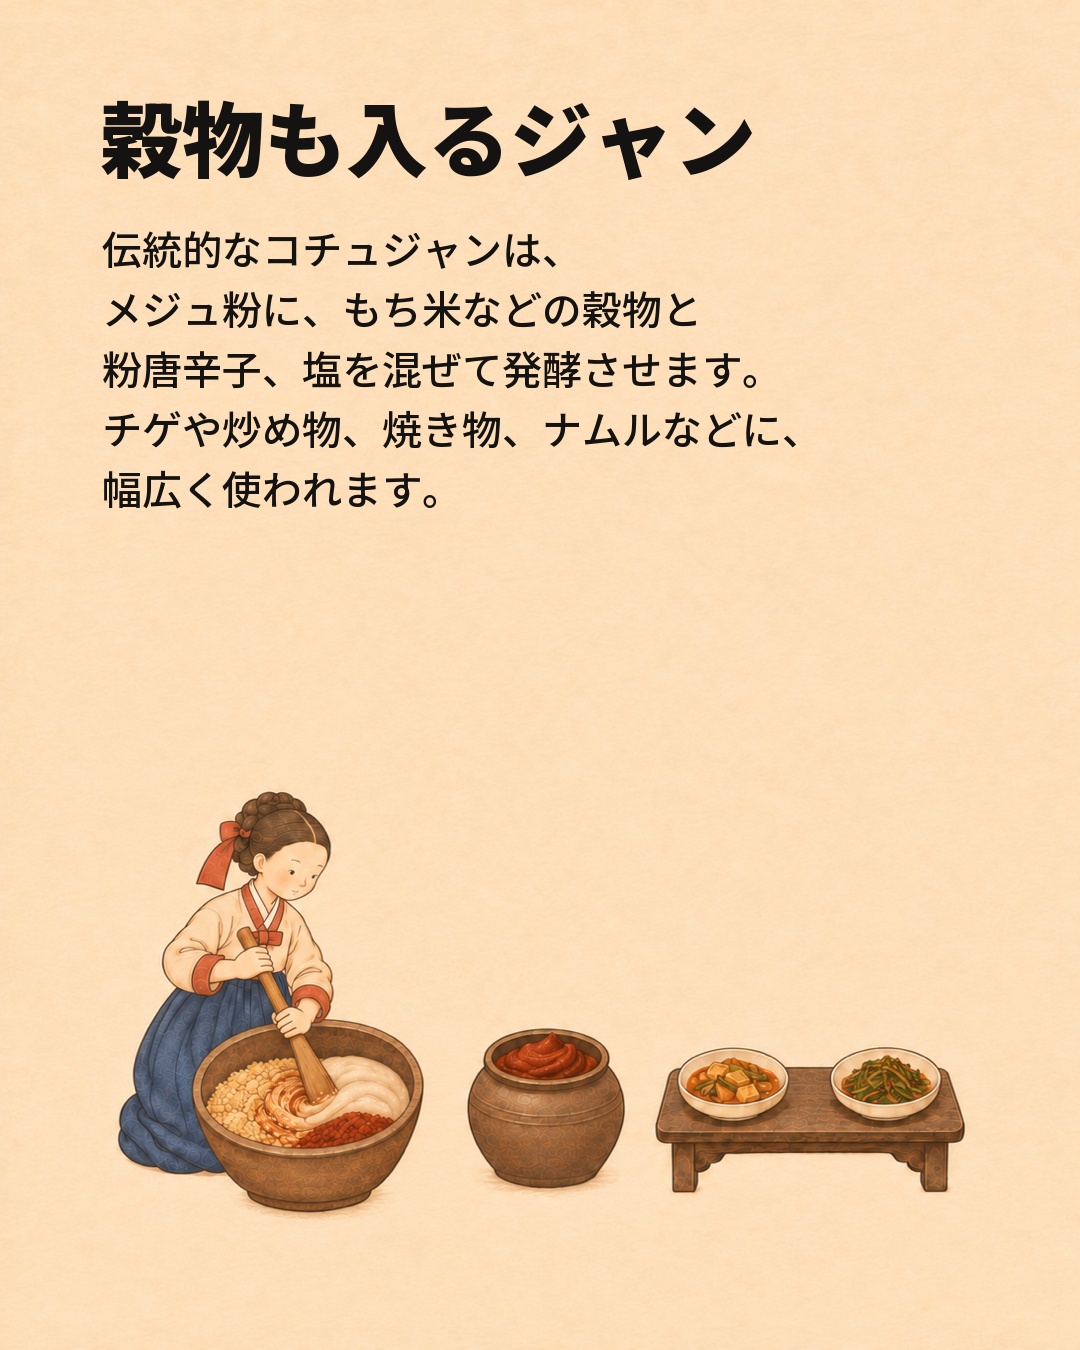 穀物も入るジャン
伝統的なコチュジャンは、
メジュ粉に、もち米などの穀物と
粉唐辛子、塩を混ぜて発酵させます。
チゲや炒め物、焼き物、ナムルなどに、
幅広く使われます。